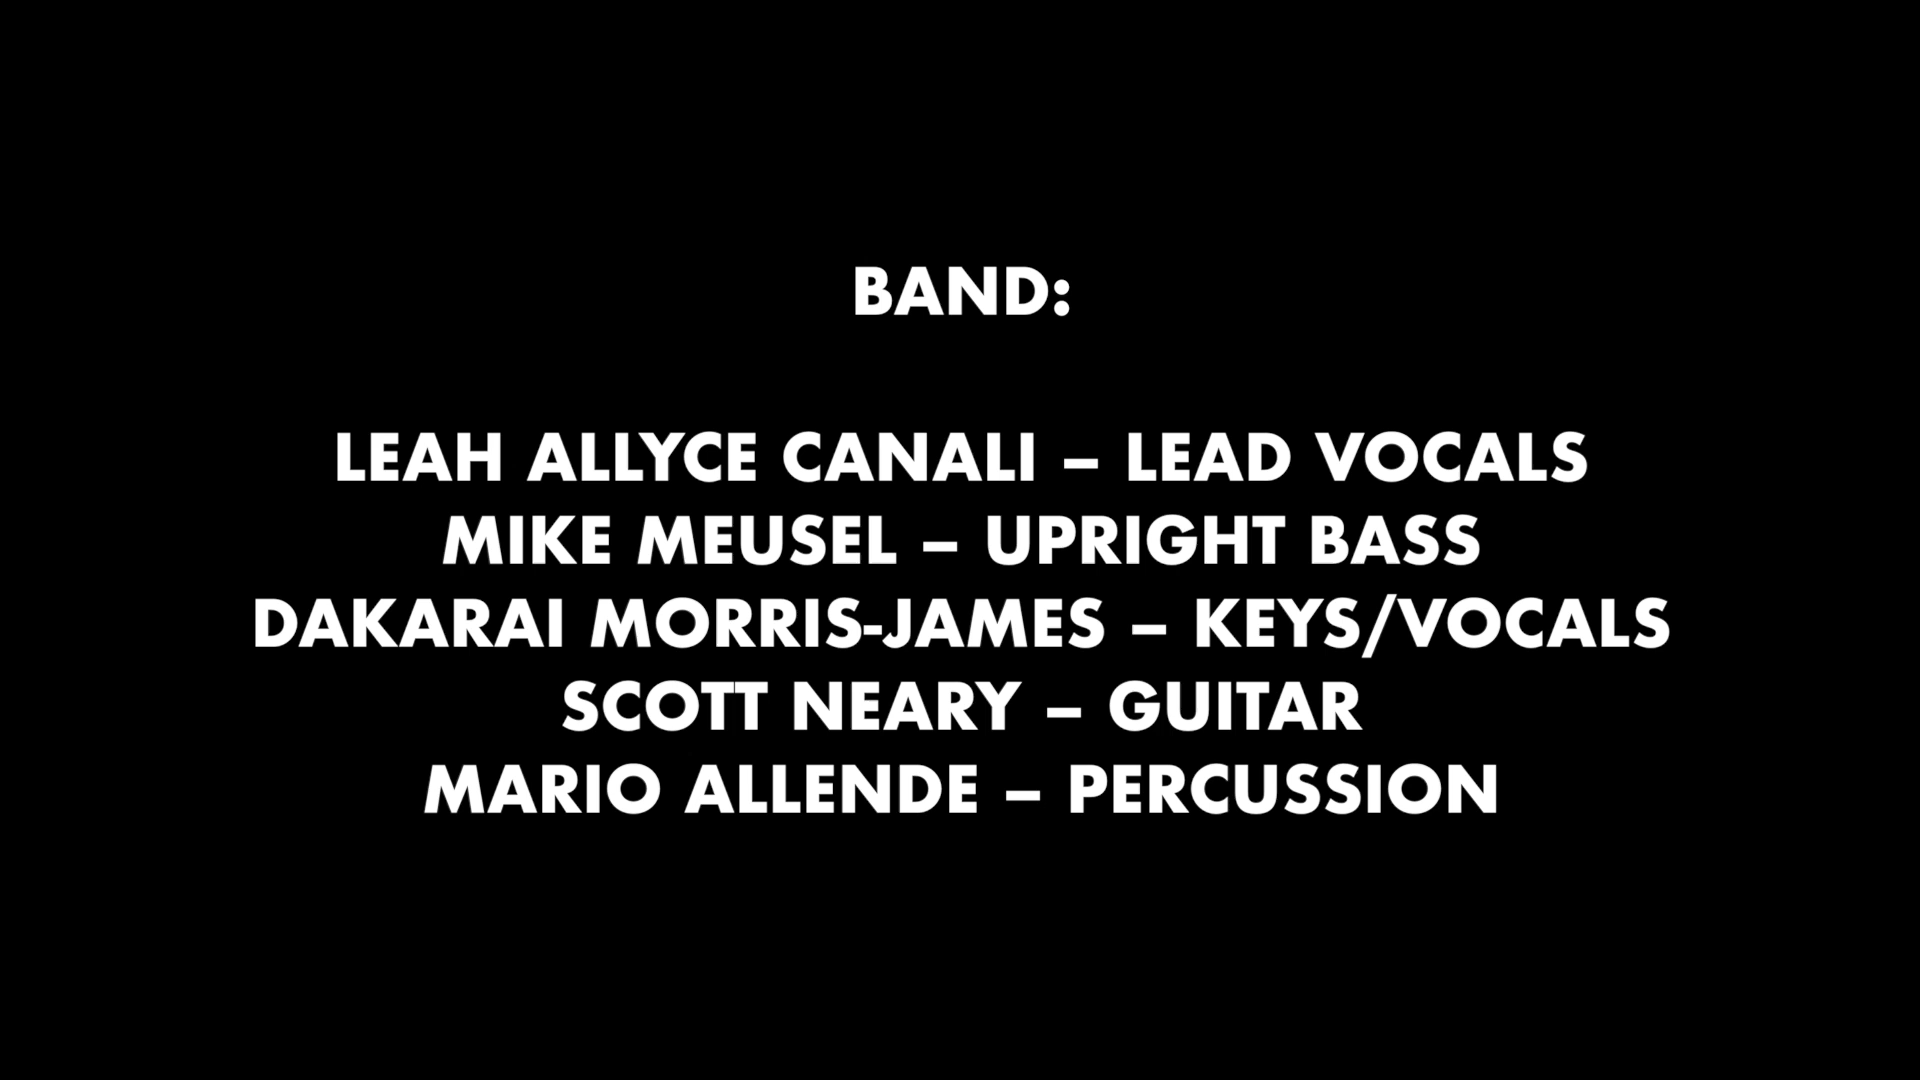 BAND:
LEAH ALLYCE CANALI – LEAD VOCALS
MIKE MEUSEL – UPRIGHT BASS
DAKARAI MORRIS-JAMES – KEYS/VOCALS
SCOTT NEARY – GUITAR
MARIO ALLENDE – PERCUSSION